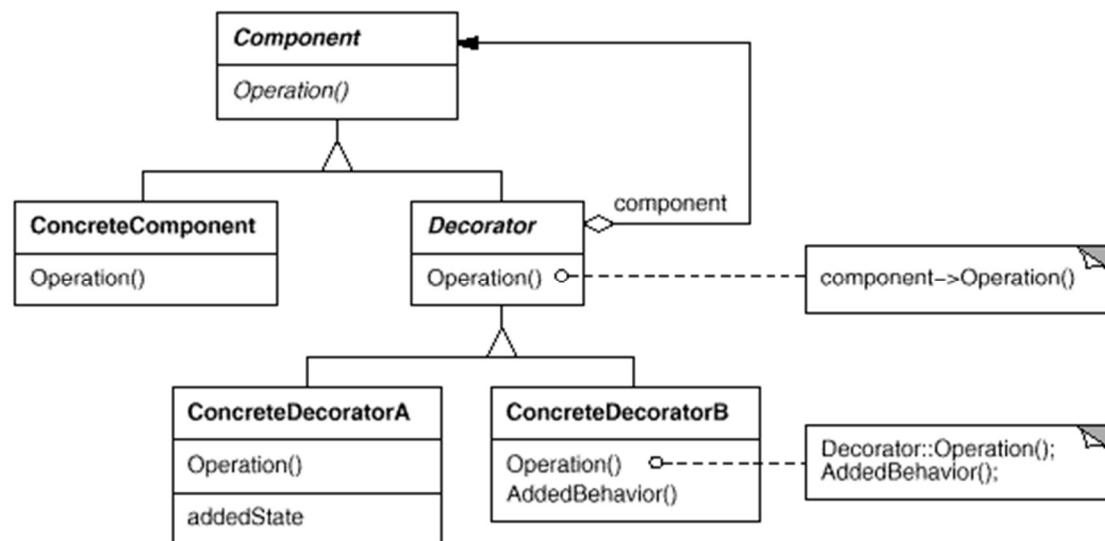 Component
Operation()
ConcreteComponent
Operation()
Decorator
Operation()
component
component–>Operation()
ConcreteDecoratorA
Operation()
addedState
ConcreteDecoratorB
Operation()
AddedBehavior()
Decorator::Operation();
AddedBehavior();